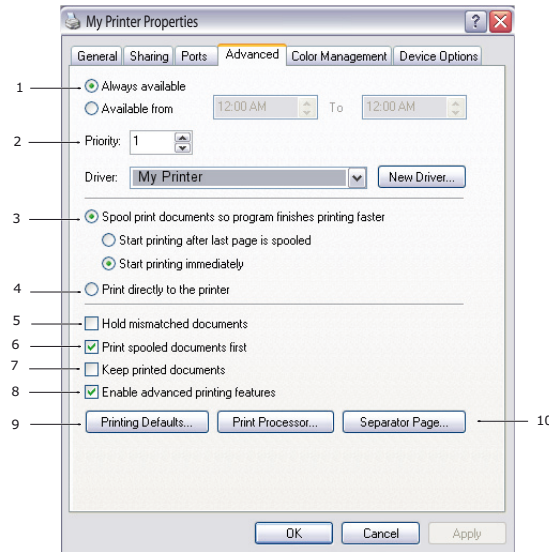 My Printer Properties
?
X
General Sharing Ports Advanced Color Management Device Options
1 Always available
Available from 12:00 AM To 12:00 AM
2 Priority: 1
Driver: My Printer New Driver...
3 Spool print documents so program finishes printing faster
Start printing after last page is spooled
Start printing immediately
4 Print directly to the printer
5 Hold mismatched documents
6 Print spooled documents first
7 Keep printed documents
8 Enable advanced printing features
9 Printing Defaults... Print Processor... Separator Page... 10
OK Cancel Apply